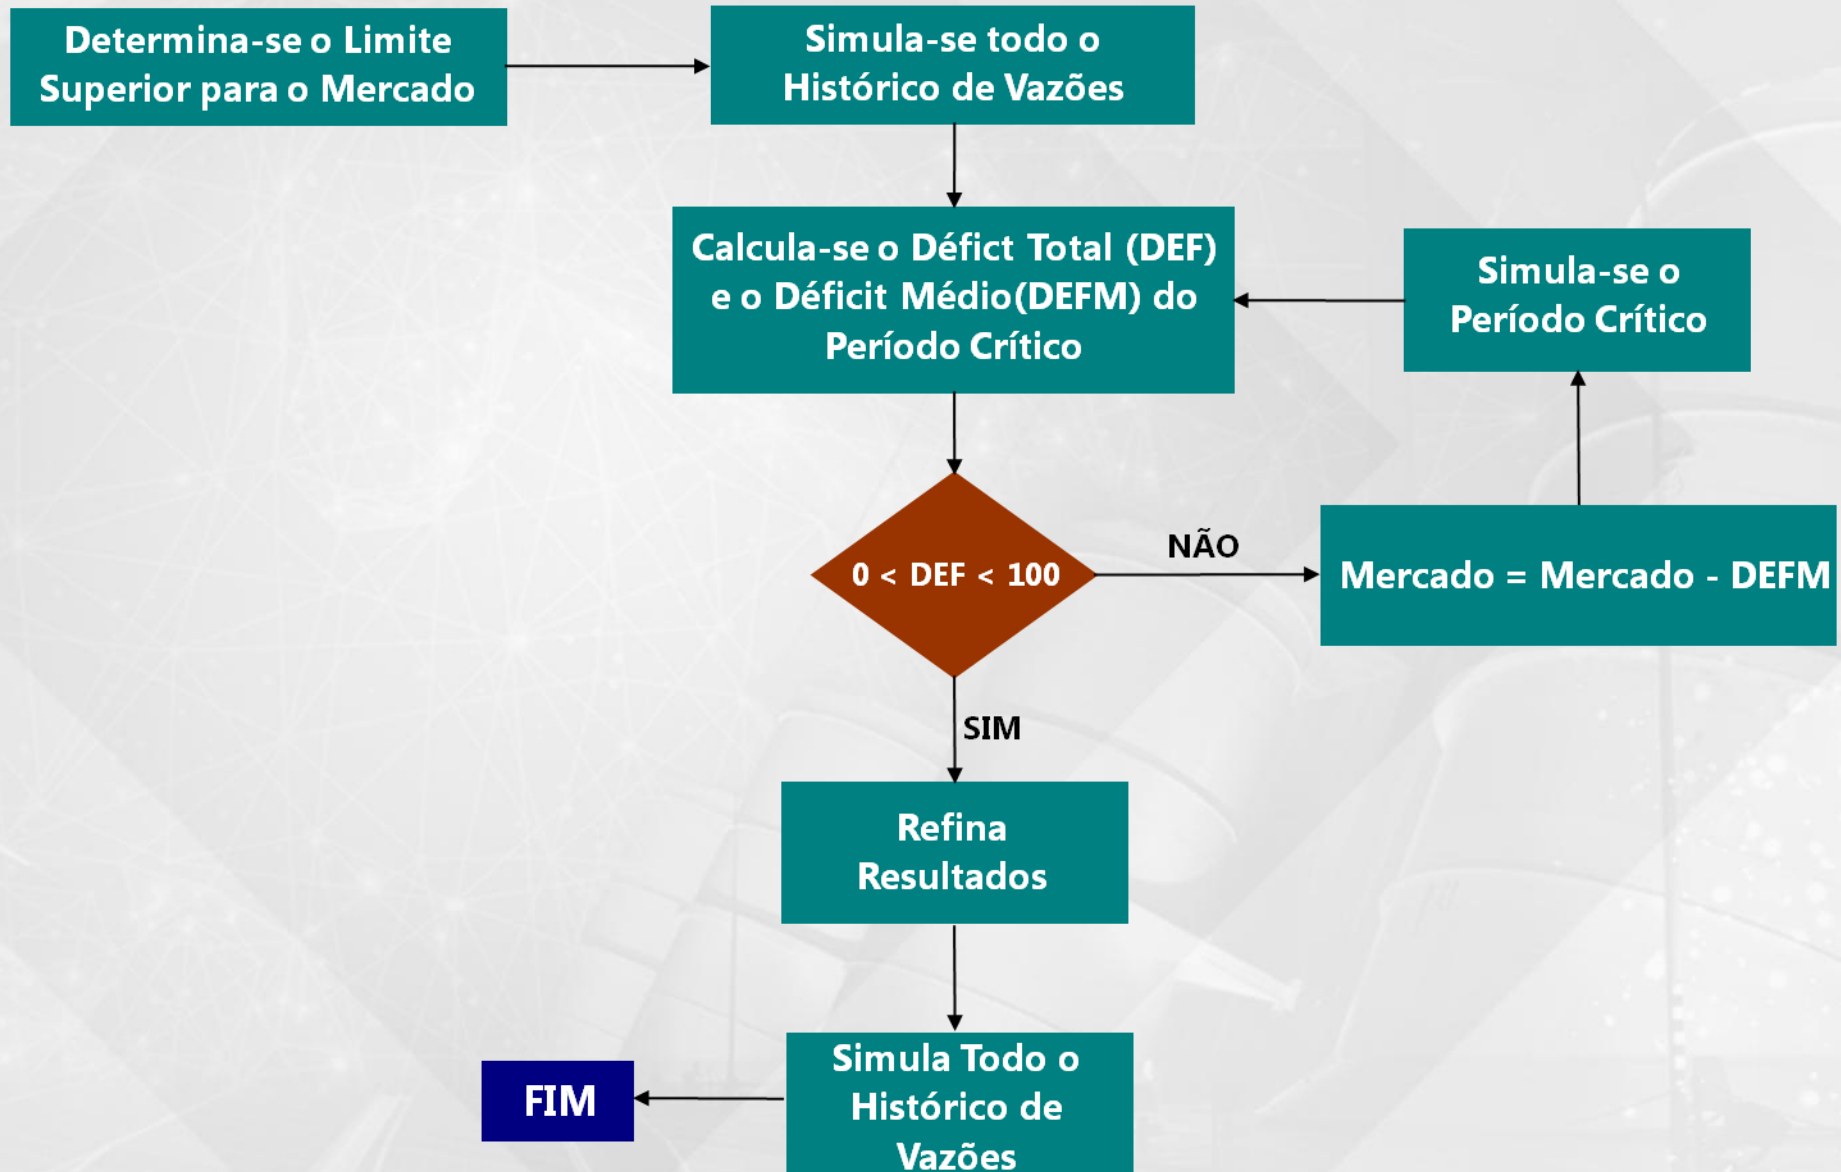 Determina-se o Limite
Superior para o Mercado
Simula-se todo o
Histórico de Vazões
Calcula-se o Défict Total (DEF)
e o Déficit Médio(DEFM) do
Período Crítico
Simula-se o
Período Crítico
0 < DEF < 100
NÃO
Mercado = Mercado - DEFM
SIM
Refina
Resultados
Simula Todo o
Histórico de
Vazões
FIM